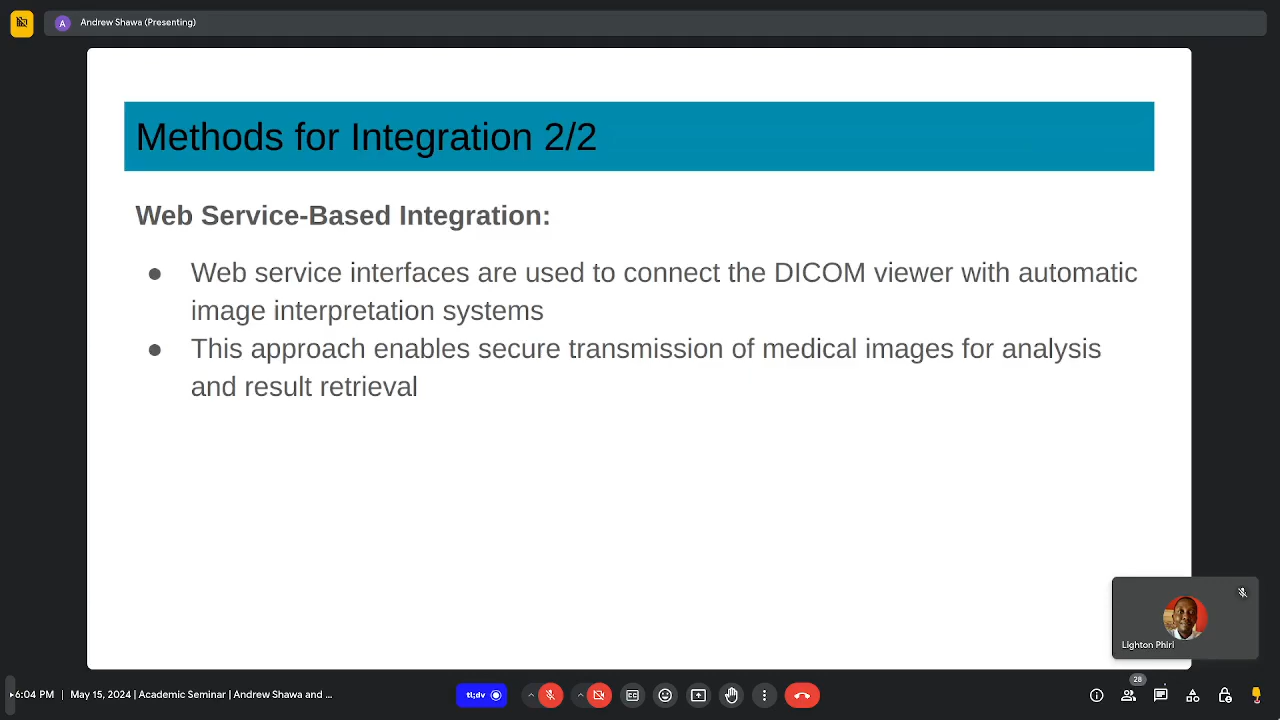 A
Andrew Shawa (Presenting)
Methods for Integration 2/2
Web Service-Based Integration:
● Web service interfaces are used to connect the DICOM viewer with automatic
image interpretation systems
● This approach enables secure transmission of medical images for analysis
and result retrieval
Lighton Phiri
6:04 PM | May 15, 2024 | Academic Seminar | Andrew Shawa and ...
tl;dv
28